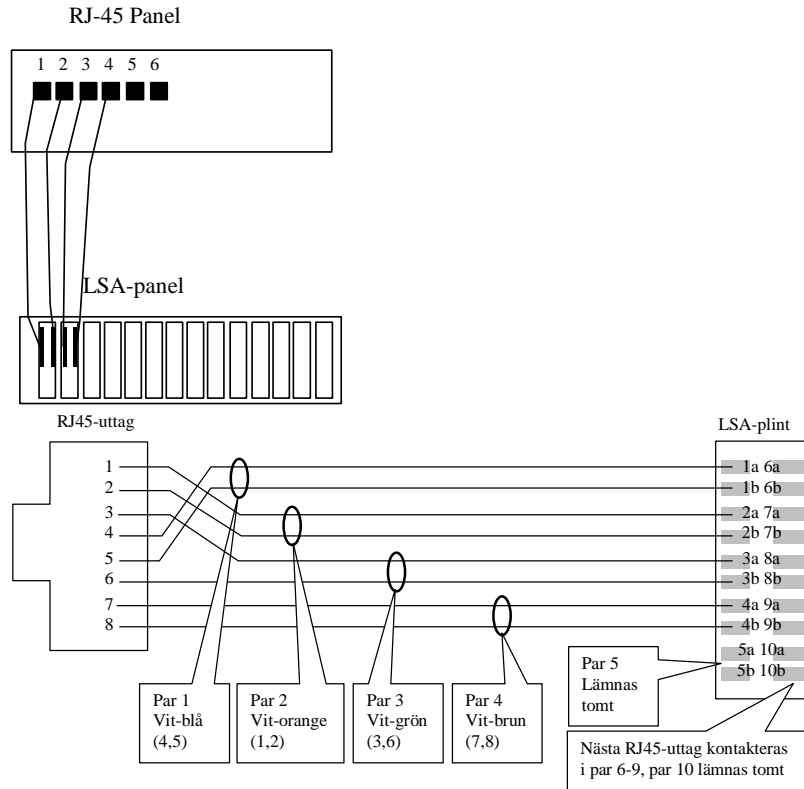 RJ-45 Panel
1 2 3 4 5 6
LSA-panel
RJ45-uttag
LSA-plint
1
2
3
4
5
6
7
8
1a 6a
1b 6b
2a 7a
2b 7b
3a 8a
3b 8b
4a 9a
4b 9b
5a 10a
5b 10b
Par 1
Vit-blå
(4,5)
Par 2
Vit-orange
(1,2)
Par 3
Vit-grön
(3,6)
Par 4
Vit-brun
(7,8)
Par 5
Lämnas
tomt
Nästa RJ45-uttag kontakteras
i par 6-9, par 10 lämnas tomt